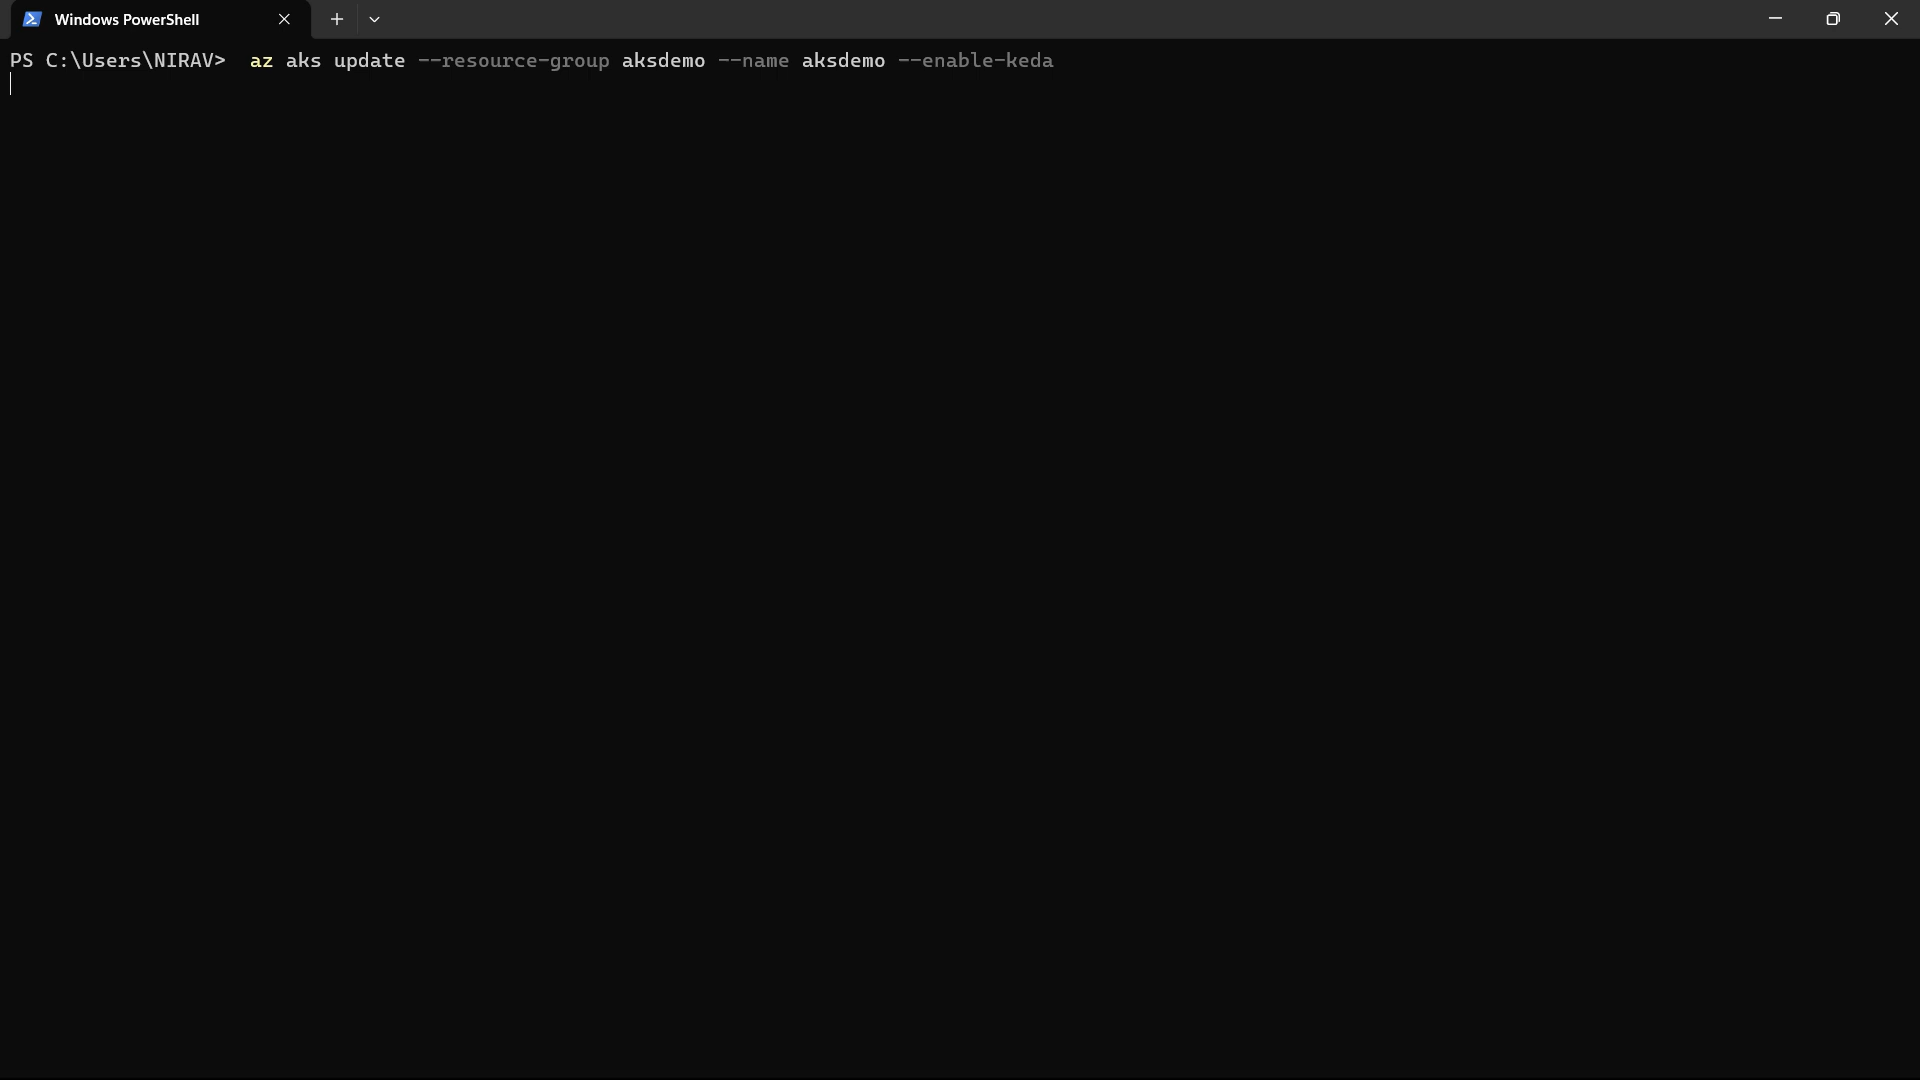 Windows PowerShell
PS C:\Users\NIRAV>  az aks update --resource-group aksdemo --name aksdemo --enable-keda